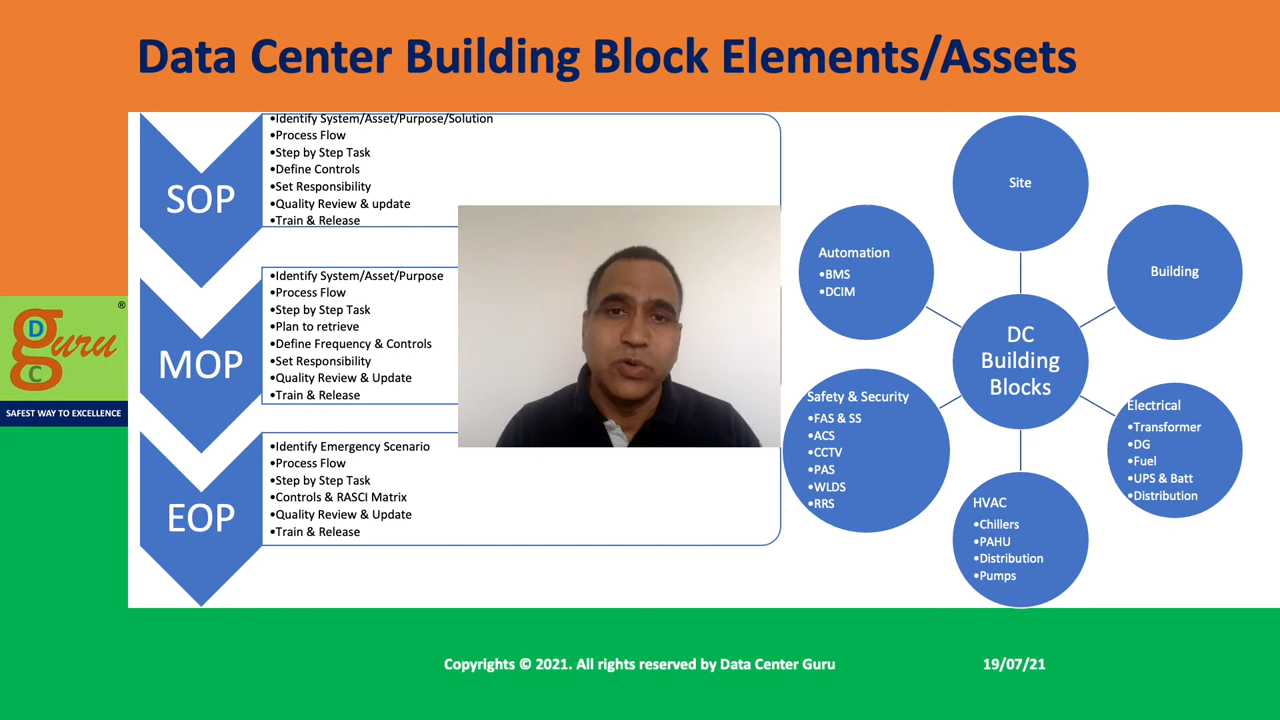 Data Center Building Block Elements/Assets
SOP
•Identify System/Asset/Purpose/Solution
•Process Flow
•Step by Step Task
•Define Controls
•Set Responsibility
•Quality Review & update
•Train & Release
MOP
•Identify System/Asset/Purpose
•Process Flow
•Step by Step Task
•Plan to retrieve
•Define Frequency & Controls
•Set Responsibility
•Quality Review & Update
•Train & Release
EOP
•Identify Emergency Scenario
•Process Flow
•Step by Step Task
•Controls & RASCI Matrix
•Quality Review & Update
•Train & Release
Site
Building
Electrical
•Transformer
•DG
•Fuel
•UPS & Batt
•Distribution
HVAC
•Chillers
•PAHU
•Distribution
•Pumps
Safety & Security
•FAS & SS
•ACS
•CCTV
•PAS
•WLDS
•RRS
Automation
•BMS
•DCIM
DC
Building
Blocks
D
guru
®
C
SAFEST WAY TO EXCELLENCE
Copyrights © 2021. All rights reserved by Data Center Guru
19/07/21